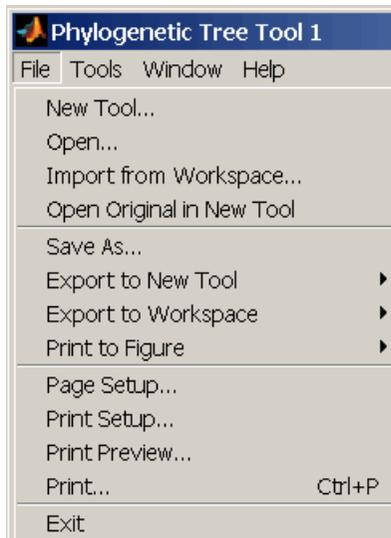 Phylogenetic Tree Tool 1
File Tools Window Help
New Tool...
Open...
Import from Workspace...
Open Original in New Tool
Save As...
Export to New Tool
Export to Workspace
Print to Figure
Page Setup...
Print Setup...
Print Preview...
Print... Ctrl+P
Exit